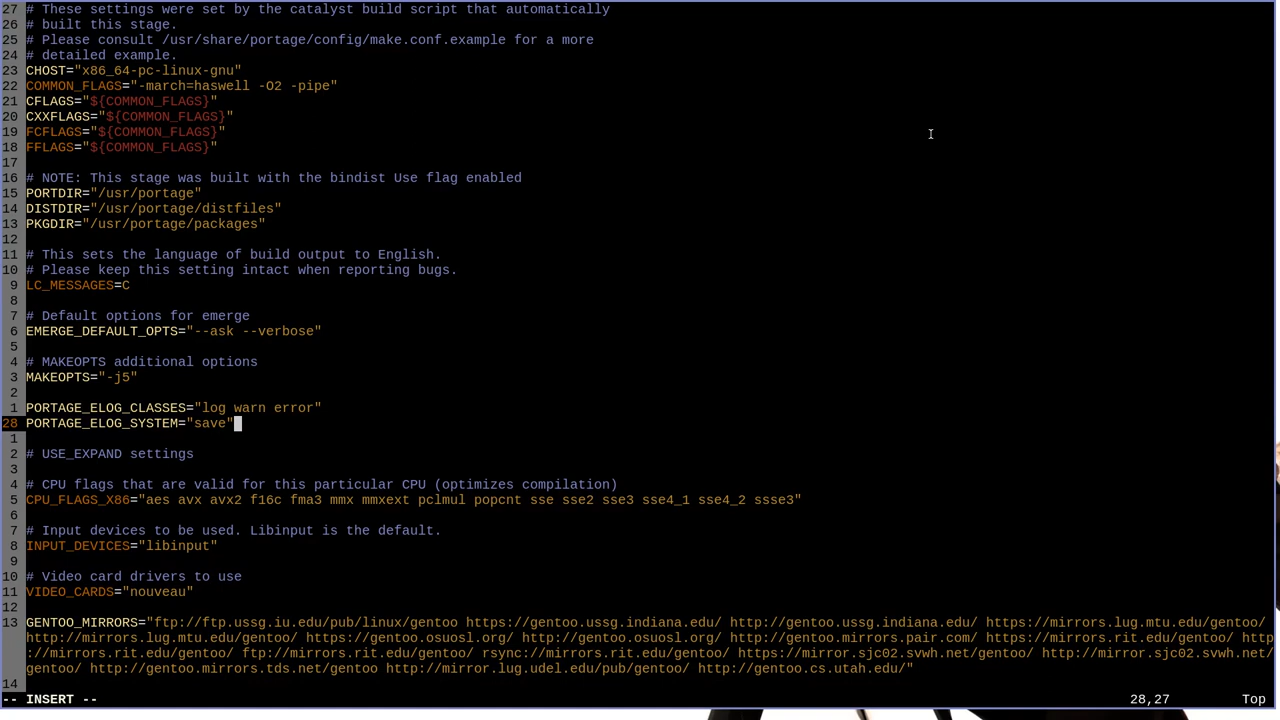 27 # These settings were set by the catalyst build script that automatically
26 # built this stage.
25 # Please consult /usr/share/portage/config/make.conf.example for a more
24 # detailed example.
23 CHOST="x86_64-pc-linux-gnu"
22 COMMON_FLAGS="-march=haswell -O2 -pipe"
21 CFLAGS="${COMMON_FLAGS}"
20 CXXFLAGS="${COMMON_FLAGS}"
19 FCFLAGS="${COMMON_FLAGS}"
18 FFLAGS="${COMMON_FLAGS}"
17
16 # NOTE: This stage was built with the bindist Use flag enabled
15 PORTDIR="/usr/portage"
14 DISTDIR="/usr/portage/distfiles"
13 PKGDIR="/usr/portage/packages"
12
11 # This sets the language of build output to English.
10 # Please keep this setting intact when reporting bugs.
9 LC_MESSAGES=C
8
7 # Default options for emerge
6 EMERGE_DEFAULT_OPTS="--ask --verbose"
5
4 # MAKEOPTS additional options
3 MAKEOPTS="-j5"
2
1 PORTAGE_ELOG_CLASSES="log warn error"
28 PORTAGE_ELOG_SYSTEM="save"
1
2 # USE_EXPAND settings
3
4 # CPU flags that are valid for this particular CPU (optimizes compilation)
5 CPU_FLAGS_X86="aes avx avx2 f16c fma3 mmx mmxext pclmul popcnt sse sse2 sse3 sse4_1 sse4_2 ssse3"
6
7 # Input devices to be used. Libinput is the default.
8 INPUT_DEVICES="libinput"
9
10 # Video card drivers to use
11 VIDEO_CARDS="nouveau"
12
13 GENTOO_MIRRORS="ftp://ftp.ussg.iu.edu/pub/linux/gentoo https://gentoo.ussg.indiana.edu/ http://gentoo.ussg.indiana.edu/ https://mirrors.lug.mtu.edu/gentoo/
http://mirrors.lug.mtu.edu/gentoo/ https://gentoo.osuosl.org/ http://gentoo.osuosl.org/ http://gentoo.mirrors.pair.com/ https://mirrors.rit.edu/gentoo/ http
://mirrors.rit.edu/gentoo/ ftp://mirrors.rit.edu/gentoo/ rsync://mirrors.rit.edu/gentoo/ https://mirror.sjc02.svwh.net/gentoo/ http://mirror.sjc02.svwh.net/
gentoo/ http://gentoo.mirrors.tds.net/gentoo http://mirror.lug.udel.edu/pub/gentoo/ http://gentoo.cs.utah.edu/"
14
-- INSERT -- 28,27 Top